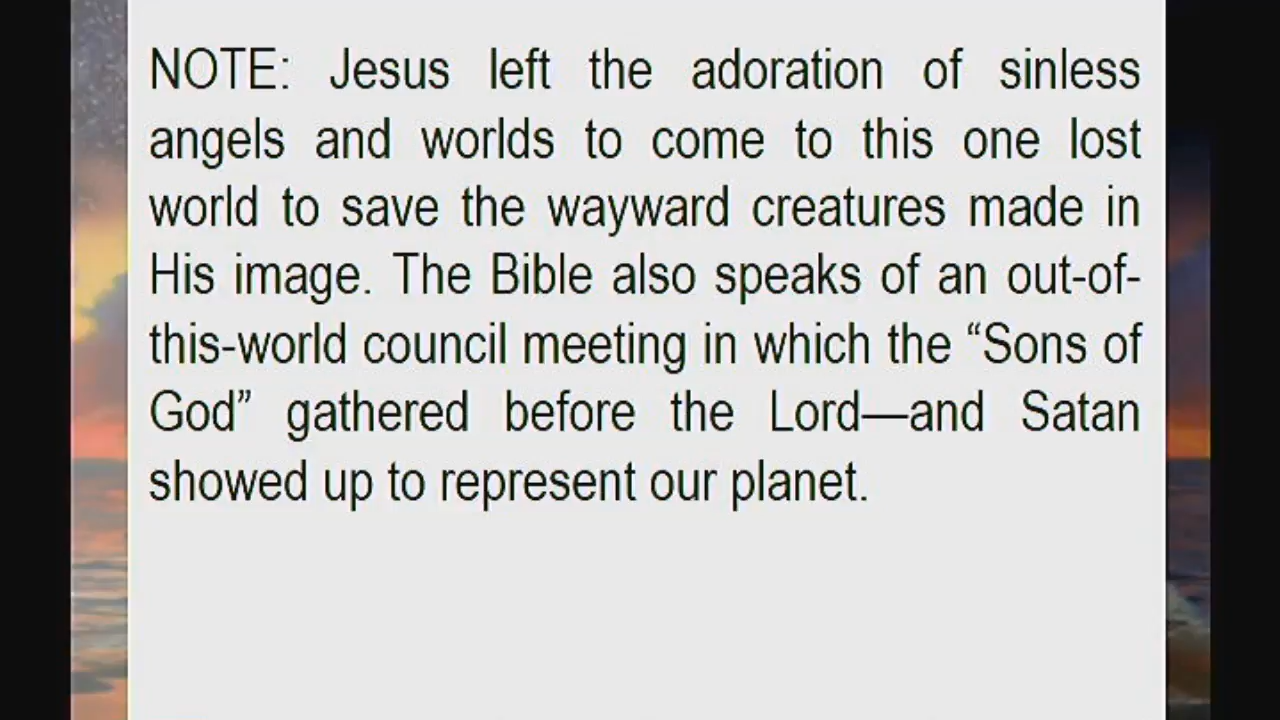 NOTE: Jesus left the adoration of sinless
angels and worlds to come to this one lost
world to save the wayward creatures made in
His image. The Bible also speaks of an out-of-
this-world council meeting in which the “Sons of
God” gathered before the Lord—and Satan
showed up to represent our planet.